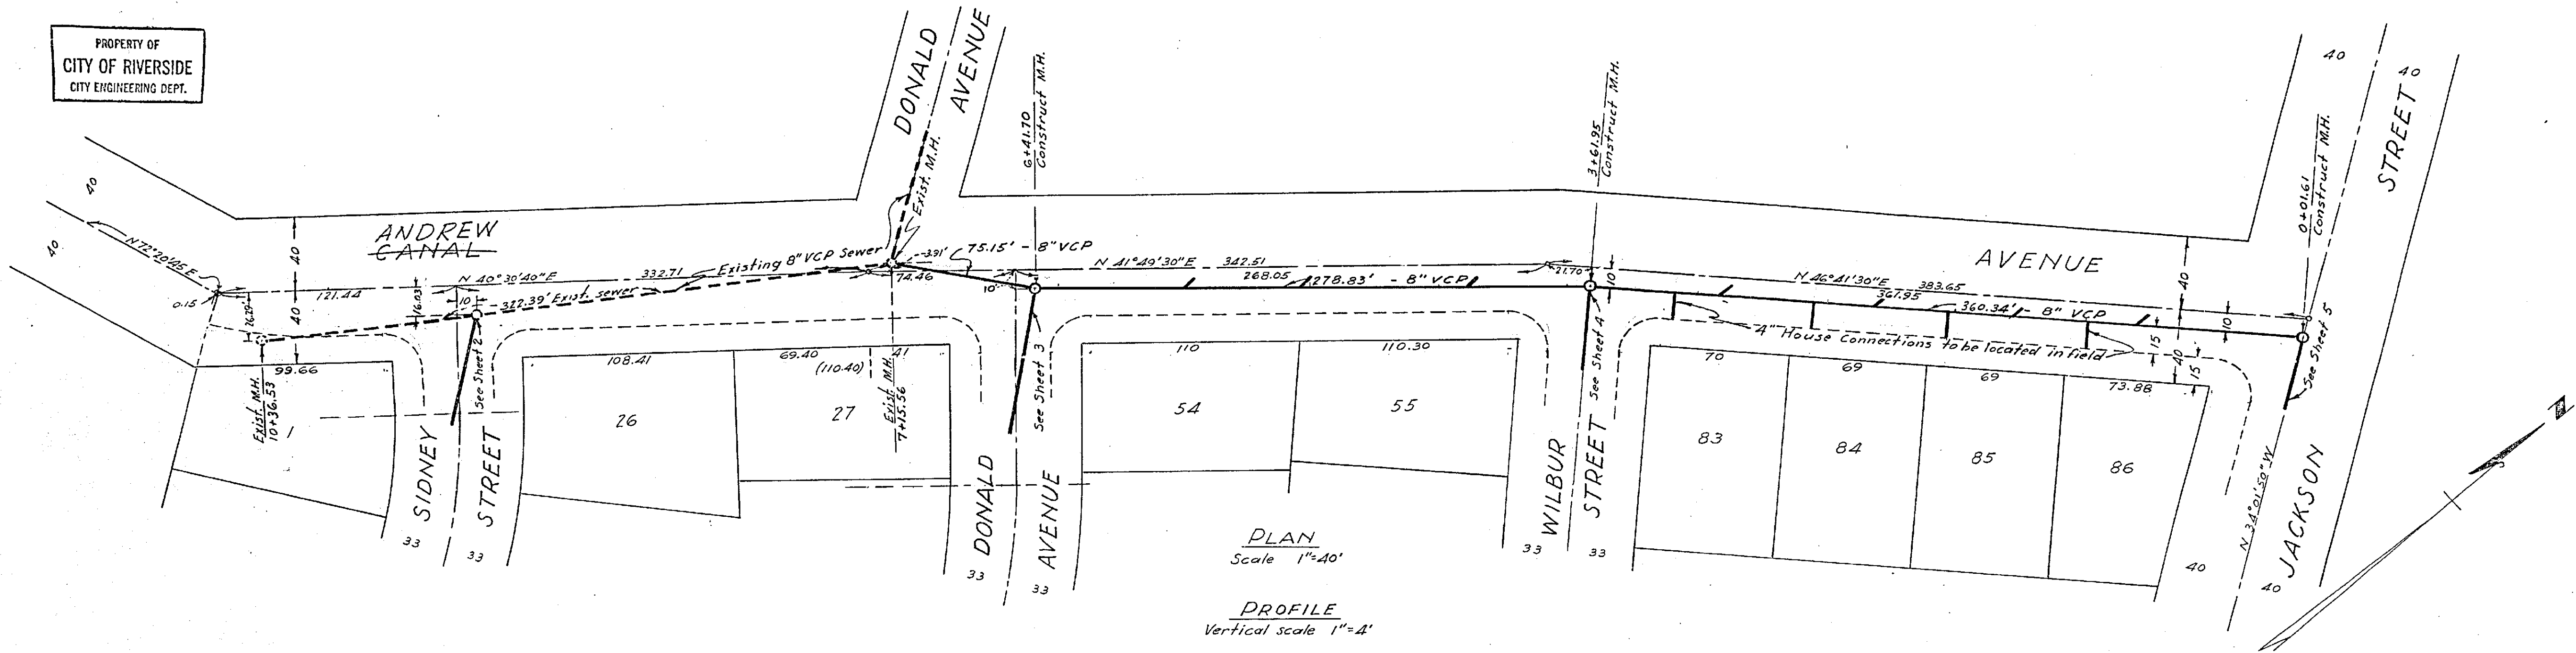 PROPERTY OF
CITY OF RIVERSIDE
CITY ENGINEERING DEPT.
DONALD
AVENUE
Exist. M.H.
6+41.70
Construct M.H.
3+61.95
Construct M.H.
0+01.61
Construct M.H.
40
40
STREET
40
40
N 72°20'45 E
0.15
ANDREW
CANAL
AVENUE
40
40
26.29
121.44
16.03
10
N 40°30'40"E
332.71
Existing 8" VCP Sewer
322.39' Exist. sewer
3.91'
74.46
75.15' - 8" VCP
10'
N 41°49'30"E
342.51
268.05
278.83' - 8" VCP
21.70
10
N 46°41'30"E
383.65
361.95
360.34' - 8" VCP
4" House Connections to be located in field
40
10
15
40
15
See Sheet 2
See Sheet 3
See Sheet 4
See Sheet 5
99.66
108.41
69.40
(110.40)
41
110
110.30
70
69
69
73.88
Exist. M.H.
10+36.53
Exist. M.H.
7+15.56
1
26
27
54
55
83
84
85
86
SIDNEY
STREET
33
33
DONALD
AVENUE
33
33
WILBUR
STREET
33
33
N 34°01'50"W
JACKSON
40
40
PLAN
Scale 1"=40'
PROFILE
Vertical scale 1"=4'